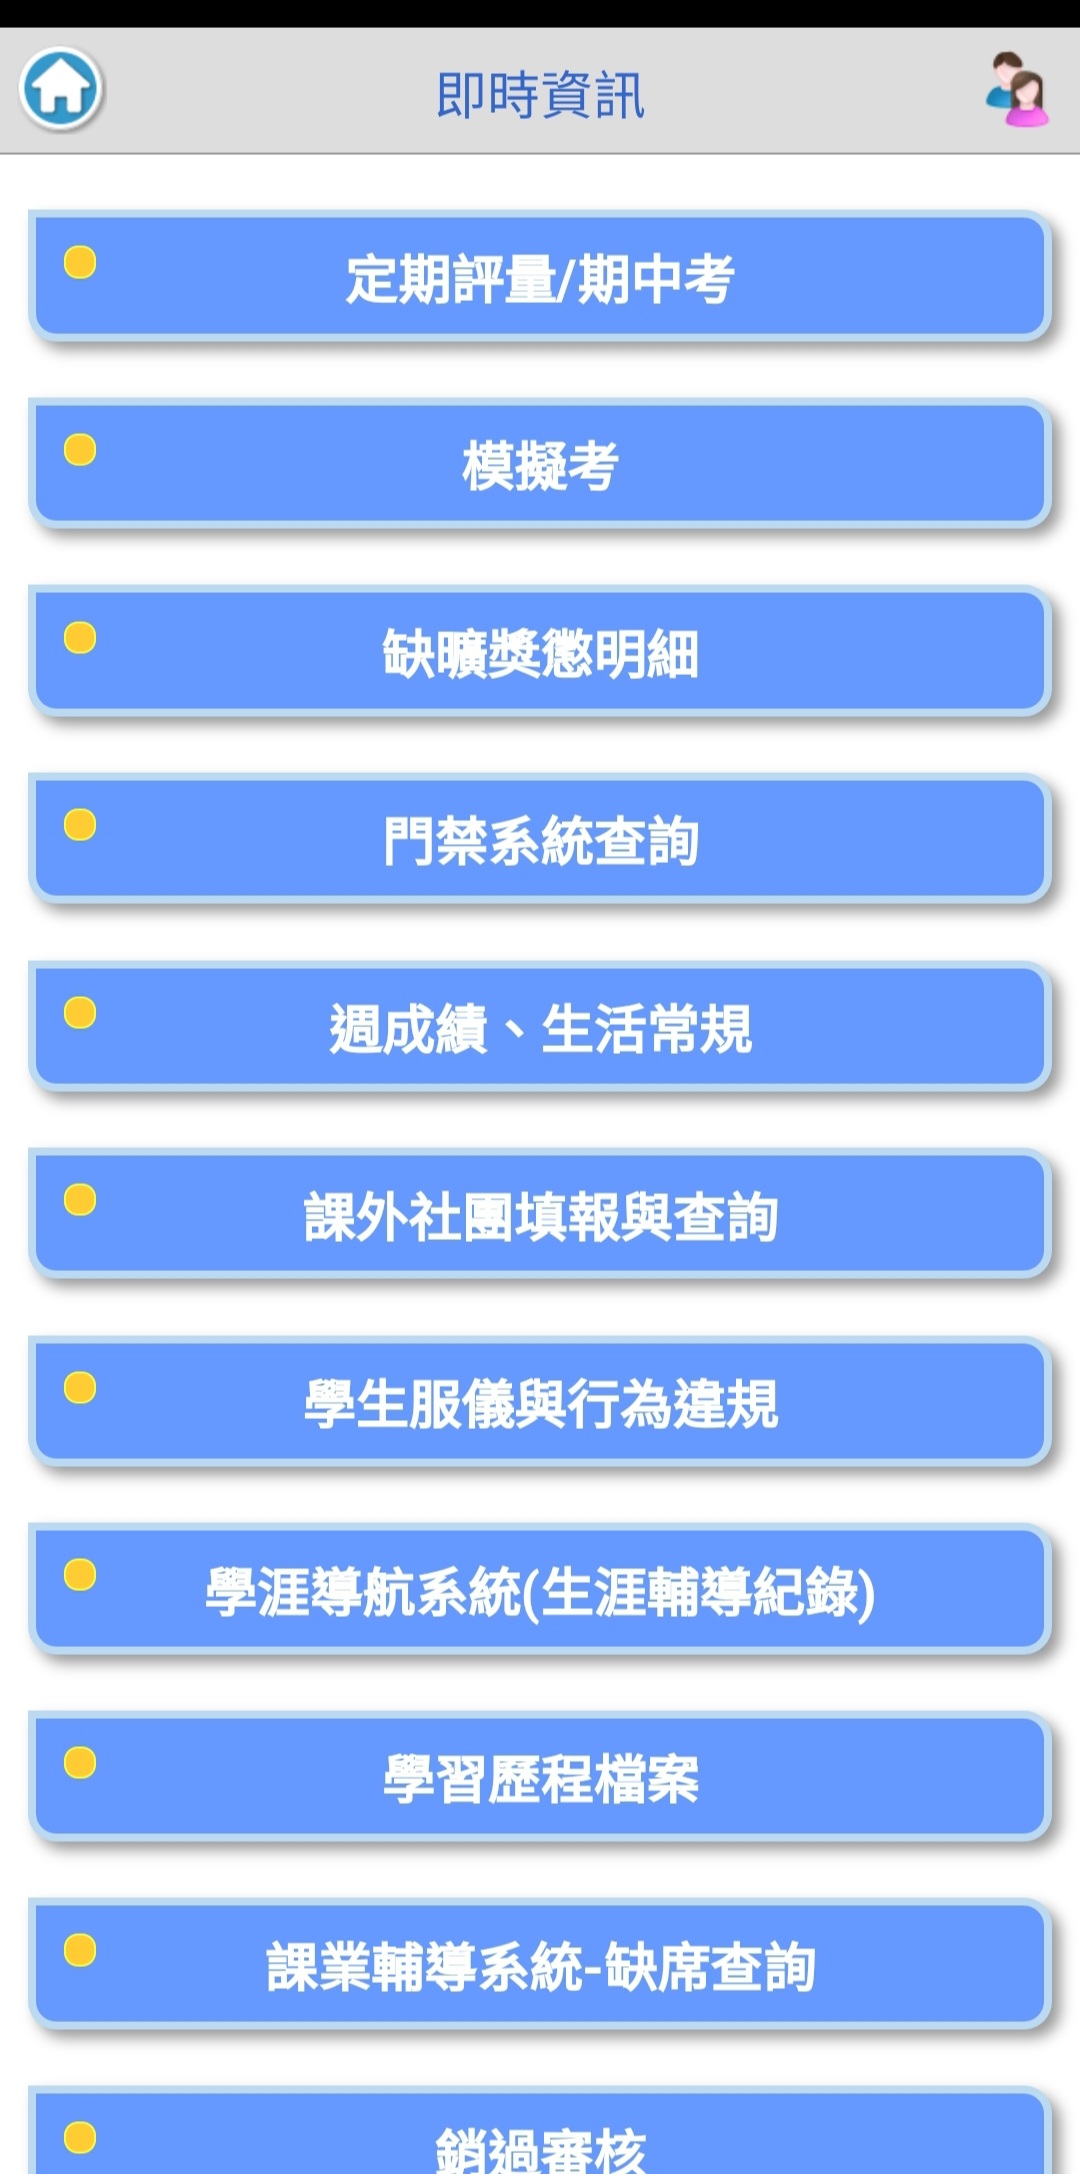 即時資訊
定期評量/期中考
模擬考
缺曠獎懲明細
門禁系統查詢
週成績、生活常規
課外社團填報與查詢
學生服儀與行為違規
學涯導航系統(生涯輔導紀錄)
學習歷程檔案
課業輔導系統-缺席查詢
銷過審核